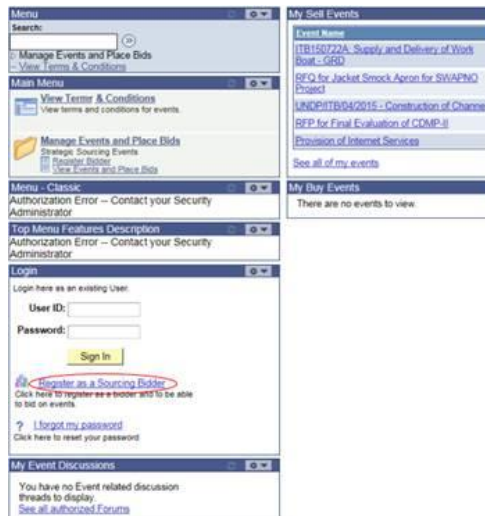 Menu
Search:
Manage Events and Place Bids
View Terms & Conditions
Main Menu
View Terms & Conditions
View terms and conditions for events.
Manage Events and Place Bids
Strategic Sourcing Events
Register Bidder
View Events and Place Bids
Menu - Classic
Authorization Error -- Contact your Security
Administrator
Top Menu Features Description
Authorization Error -- Contact your Security
Administrator
Login
Login here as an existing User.
User ID:
Password:
Sign In
Register as a Sourcing Bidder
Click here to register as a bidder and to be able
to bid on events.
? I forgot my password
Click here to reset your password
My Event Discussions
You have no Event related discussion
threads to display.
See all authorized Forums
My Sell Events
Event Name
ITB150722A: Supply and Delivery of Work
Boat - GRD
RFQ for Jacket Smock Apron for SWAPNO
Project
UNDP/ITB/04/2015 - Construction of Channe
RFP for Final Evaluation of CDMP-II
Provision of Internet Services
See all of my events
My Buy Events
There are no events to view.